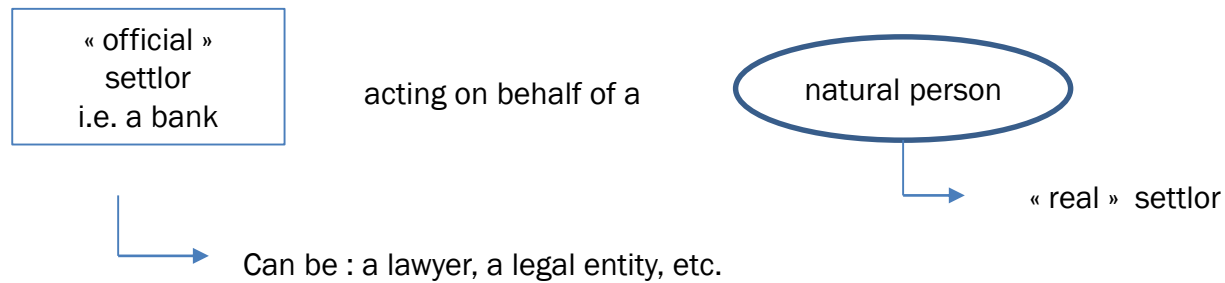 « official »
settlor
i.e. a bank
acting on behalf of a
natural person
« real » settlor
Can be : a lawyer, a legal entity, etc.